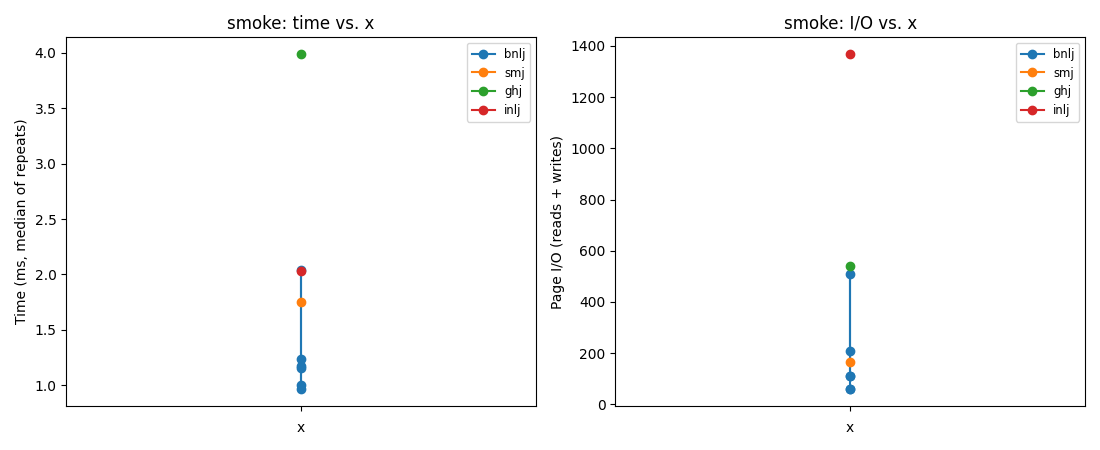 smoke: time vs. x
4.0
3.5
3.0
2.5
2.0
1.5
1.0
Time (ms, median of repeats)
x
bnlj
smj
ghj
inlj
smoke: I/O vs. x
1400
1200
1000
800
600
400
200
0
Page I/O (reads + writes)
x
bnlj
smj
ghj
inlj